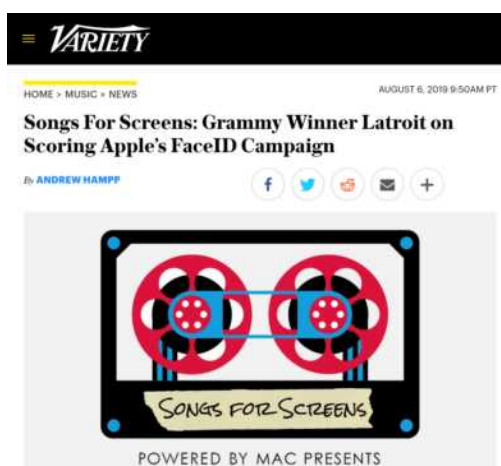 VARIETY
HOME > MUSIC > NEWS
AUGUST 6, 2019 9:50AM PT
Songs For Screens: Grammy Winner Latroit on
Scoring Apple's FaceID Campaign
By ANDREW HAMPP
SONGS FOR SCREENS
POWERED BY MAC PRESENTS